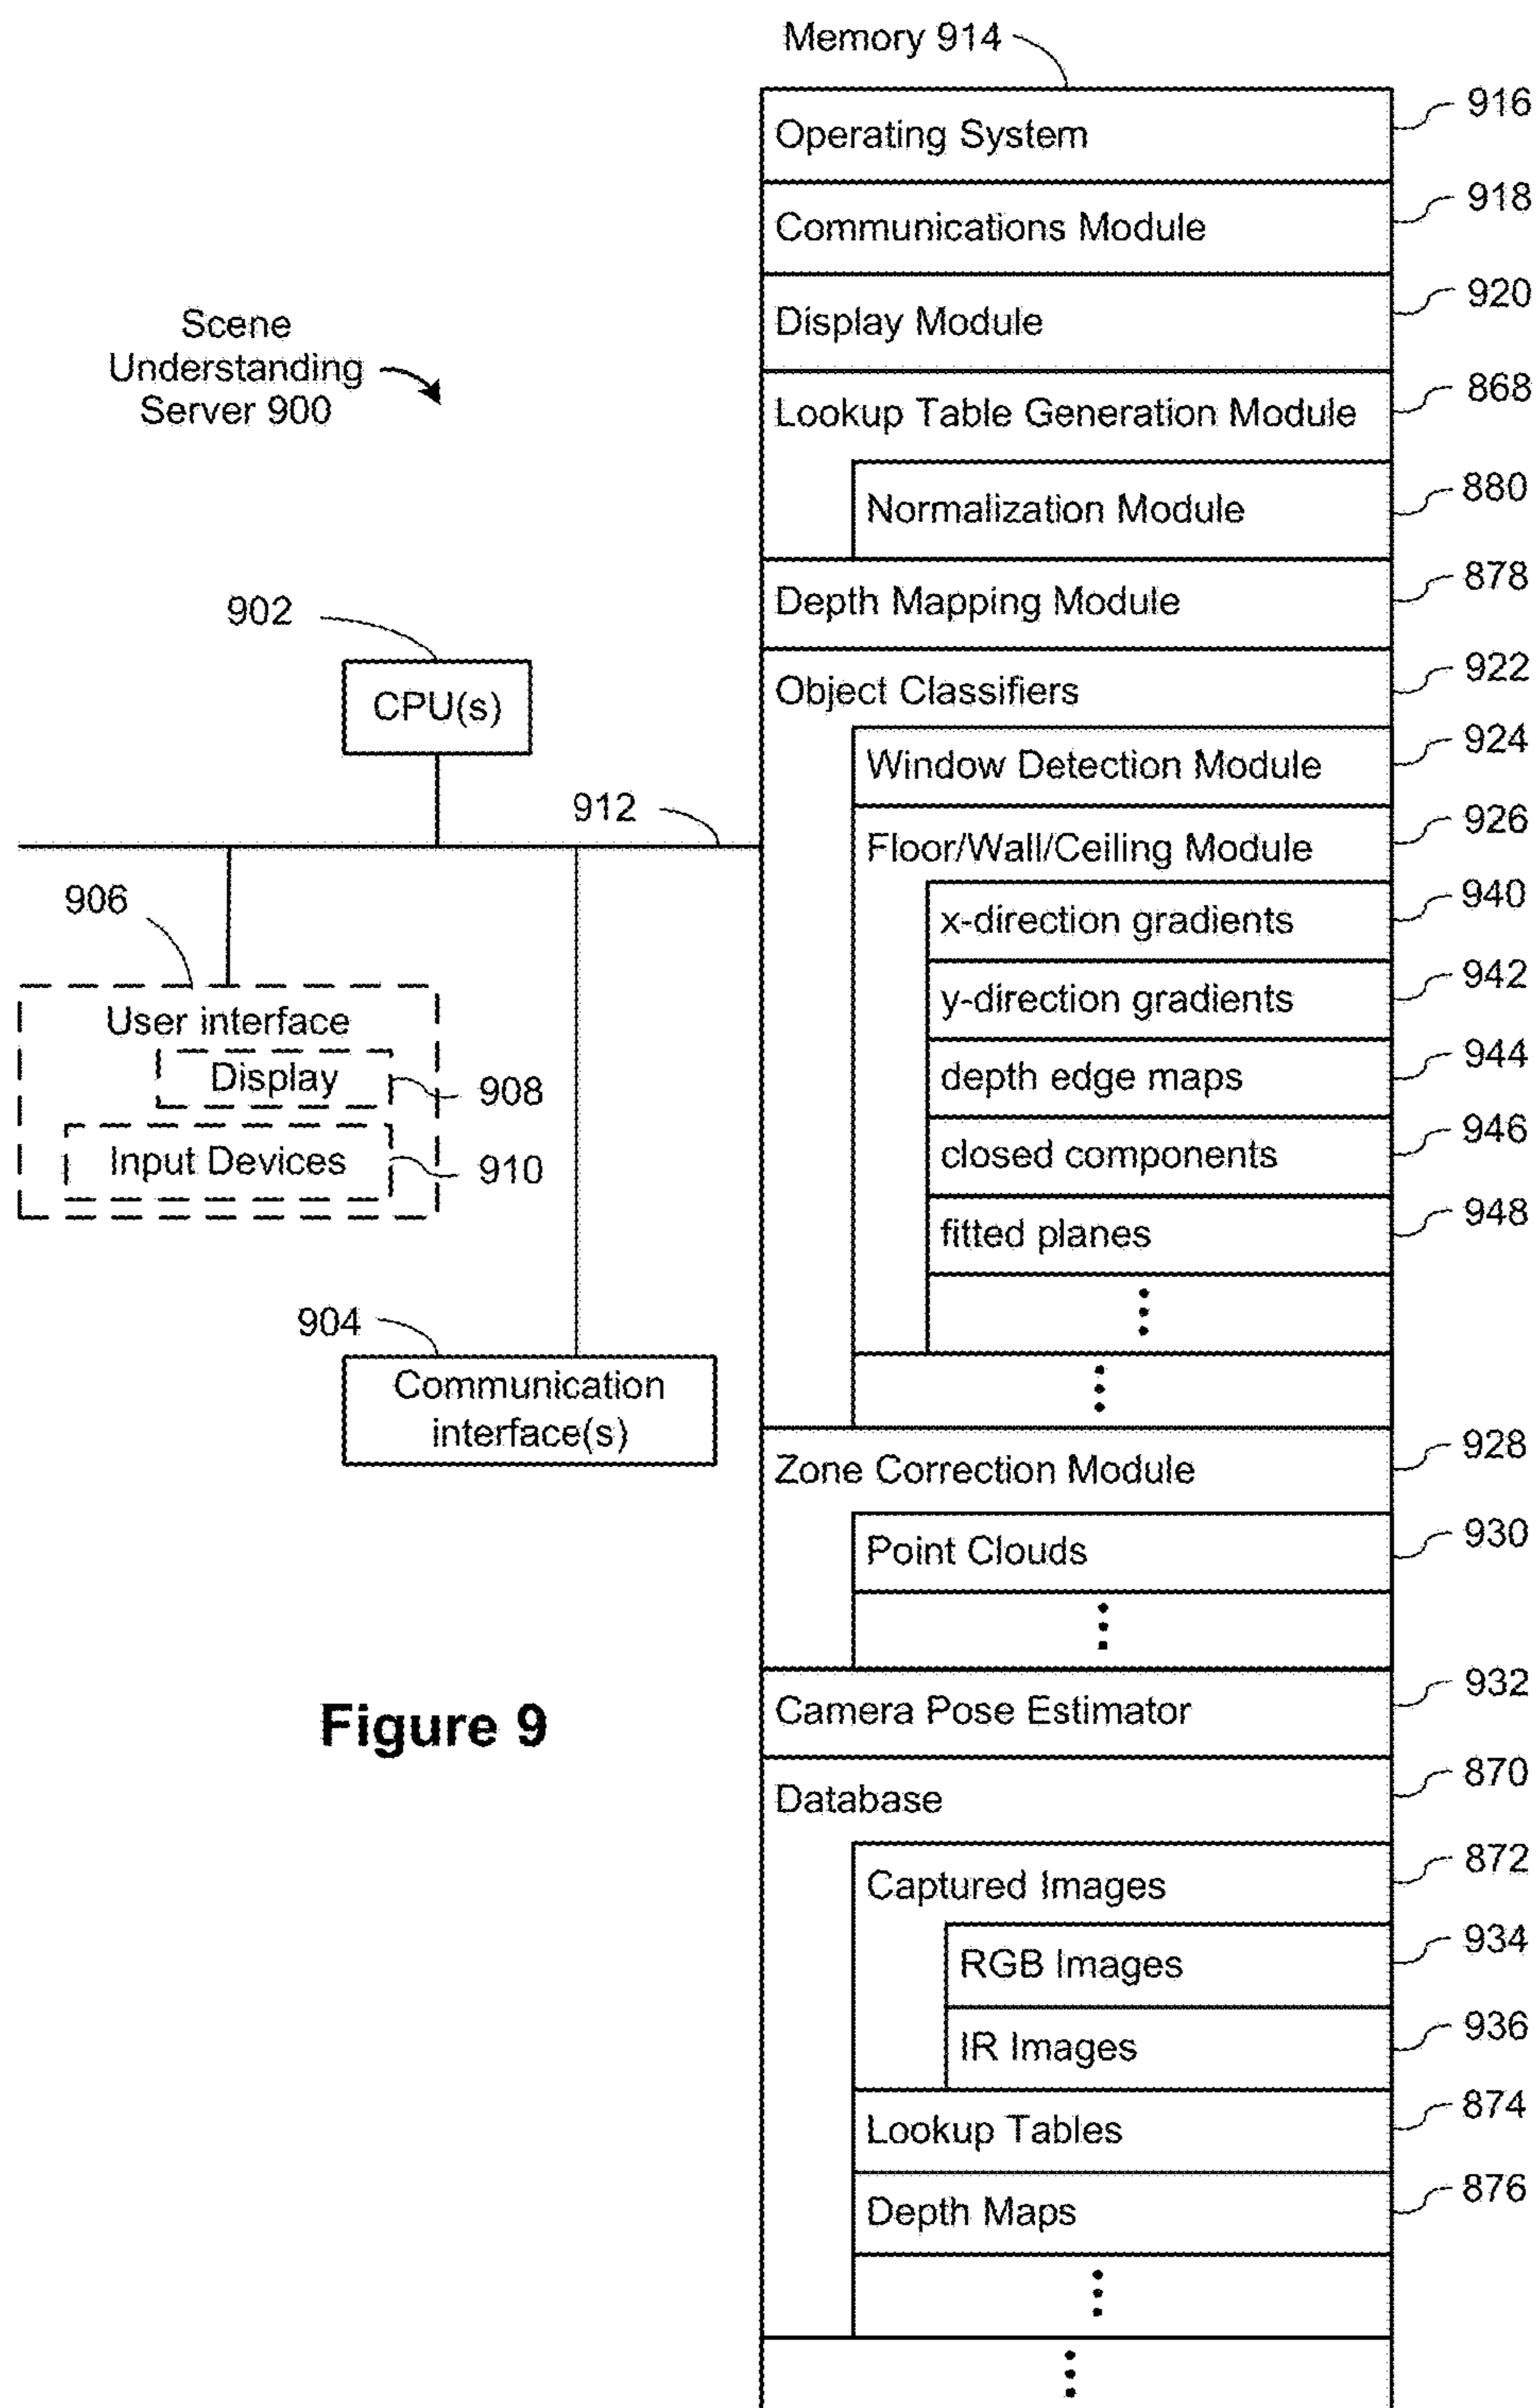 Memory 914
Operating System
916
Communications Module
918
Display Module
920
Scene
Understanding
Server 900
Lookup Table Generation Module
868
Normalization Module
880
Depth Mapping Module
878
902
CPU(s)
Object Classifiers
922
Window Detection Module
924
912
Floor/Wall/Ceiling Module
926
x-direction gradients
940
y-direction gradients
942
depth edge maps
944
closed components
946
fitted planes
948
906
User interface
Display
908
Input Devices
910
904
Communication
interface(s)
Zone Correction Module
928
Point Clouds
930
Camera Pose Estimator
932
Figure 9
Database
870
Captured Images
872
RGB Images
934
IR Images
936
Lookup Tables
874
Depth Maps
876